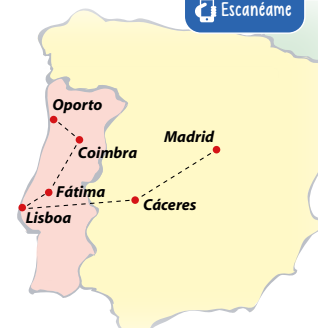 Escanéame
Oporto
Madrid
Coimbra
Fátima
Cáceres
Lisboa